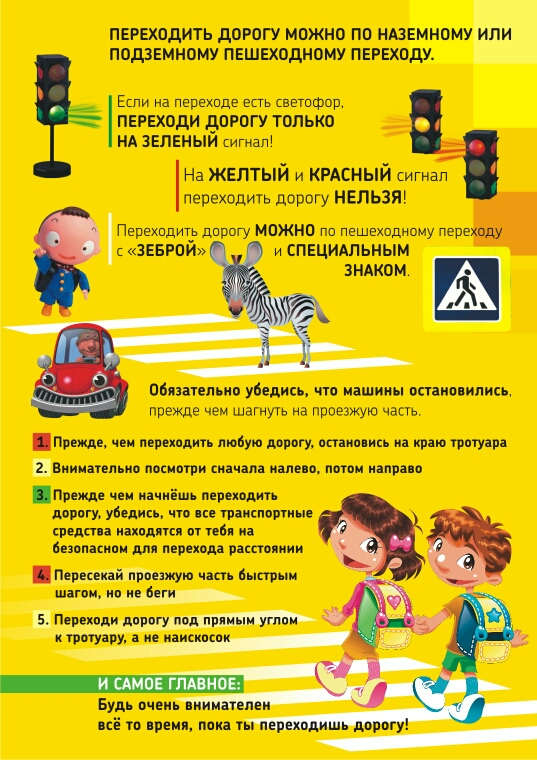 ПЕРЕХОДИТЬ ДОРОГУ МОЖНО ПО НАЗЕМНОМУ ИЛИ
ПОДЗЕМНОМУ ПЕШЕХОДНОМУ ПЕРЕХОДУ.
Если на переходе есть светофор,
ПЕРЕХОДИ ДОРОГУ ТОЛЬКО
НА ЗЕЛЕНЫЙ сигнал!
На ЖЕЛТЫЙ и КРАСНЫЙ сигнал
переходить дорогу НЕЛЬЗЯ!
Переходить дорогу МОЖНО по пешеходному переходу
с «ЗЕБРОЙ» и СПЕЦИАЛЬНЫМ
ЗНАКОМ.
Обязательно убедись, что машины остановились,
прежде чем шагнуть на проезжую часть.
1. Прежде, чем переходить любую дорогу, остановись на краю тротуара
2. Внимательно посмотри сначала налево, потом направо
3. Прежде чем начнёшь переходить
дорогу, убедись, что все транспортные
средства находятся от тебя на
безопасном для перехода расстоянии
4. Пересекай проезжую часть быстрым
шагом, но не беги
5. Переходи дорогу под прямым углом
к тротуару, а не наискосок
И САМОЕ ГЛАВНОЕ:
Будь очень внимателен
всё то время, пока ты переходишь дорогу!